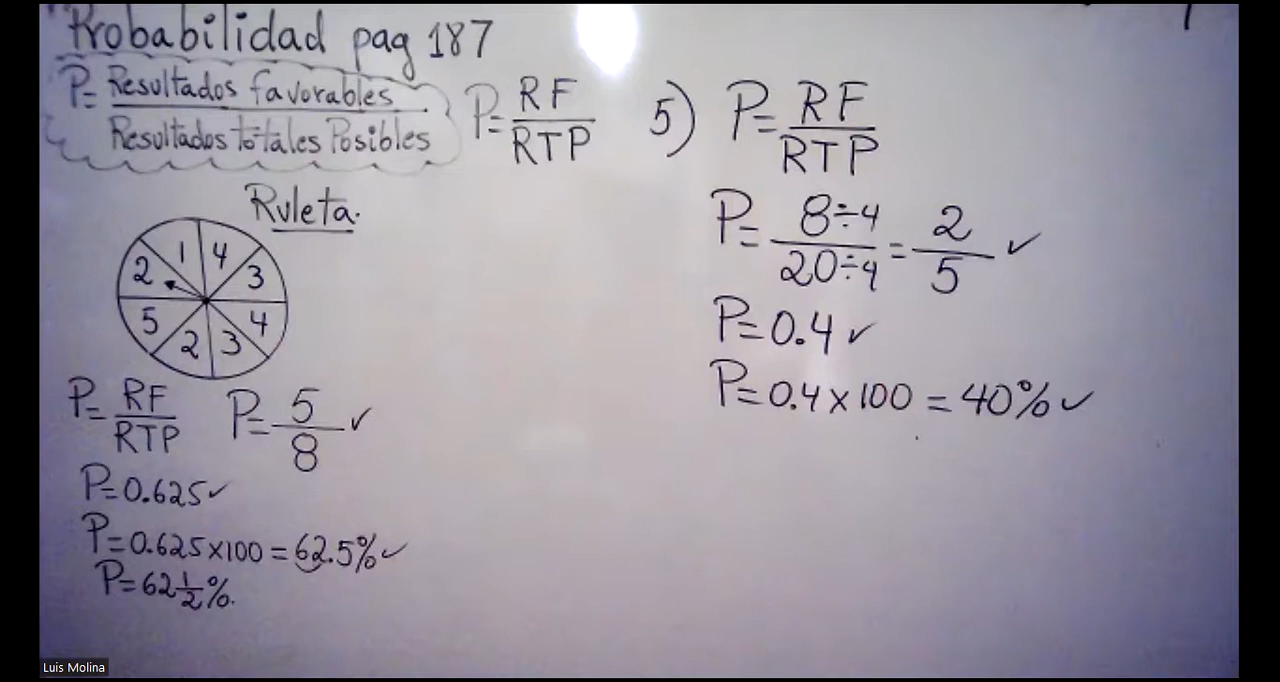 Probabilidad pag 187
P= Resultados favorables
Resultados totales Posibles
P= RF
RTP
Ruleta.
1 4
2 3
5 4
2 3
P= RF
RTP
P= 5 ✓
8
P=0.625✓
P=0.625x100 = 62.5%✓
P=62 1/2 %.
5) P= RF
RTP
P= 8÷4 = 2 ✓
20÷4 5
P=0.4✓
P=0.4 x 100 = 40%✓
Luis Molina